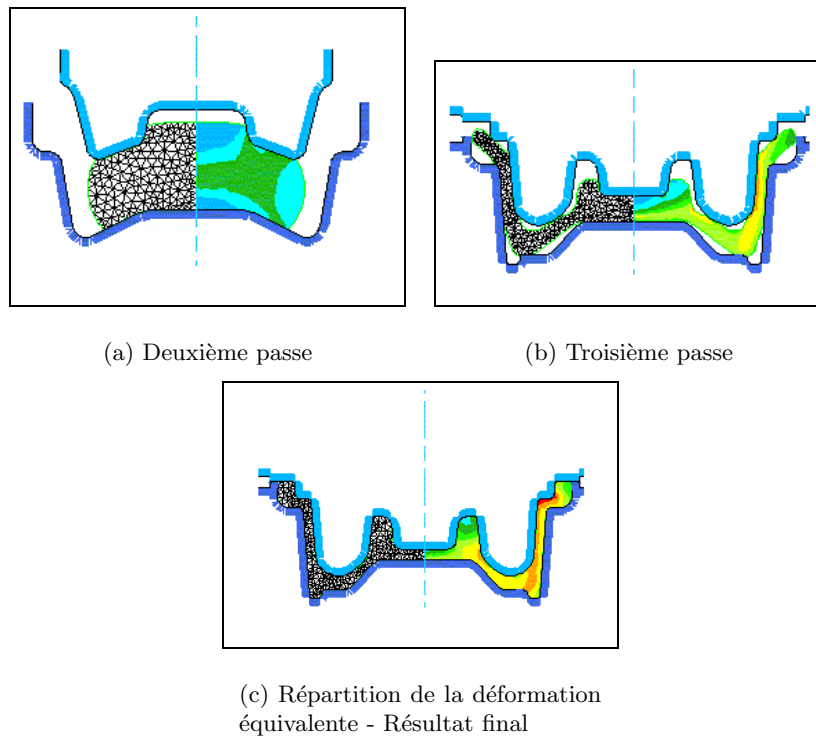 (a) Deuxième passe
(b) Troisième passe
(c) Répartition de la déformation
équivalente - Résultat final